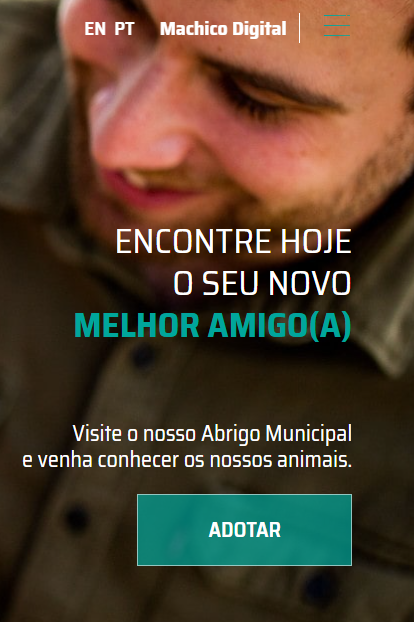 EN PT Machico Digital
ENCONTRE HOJE
O SEU NOVO
MELHOR AMIGO(A)
Visite o nosso Abrigo Municipal
e venha conhecer os nossos animais.
ADOTAR